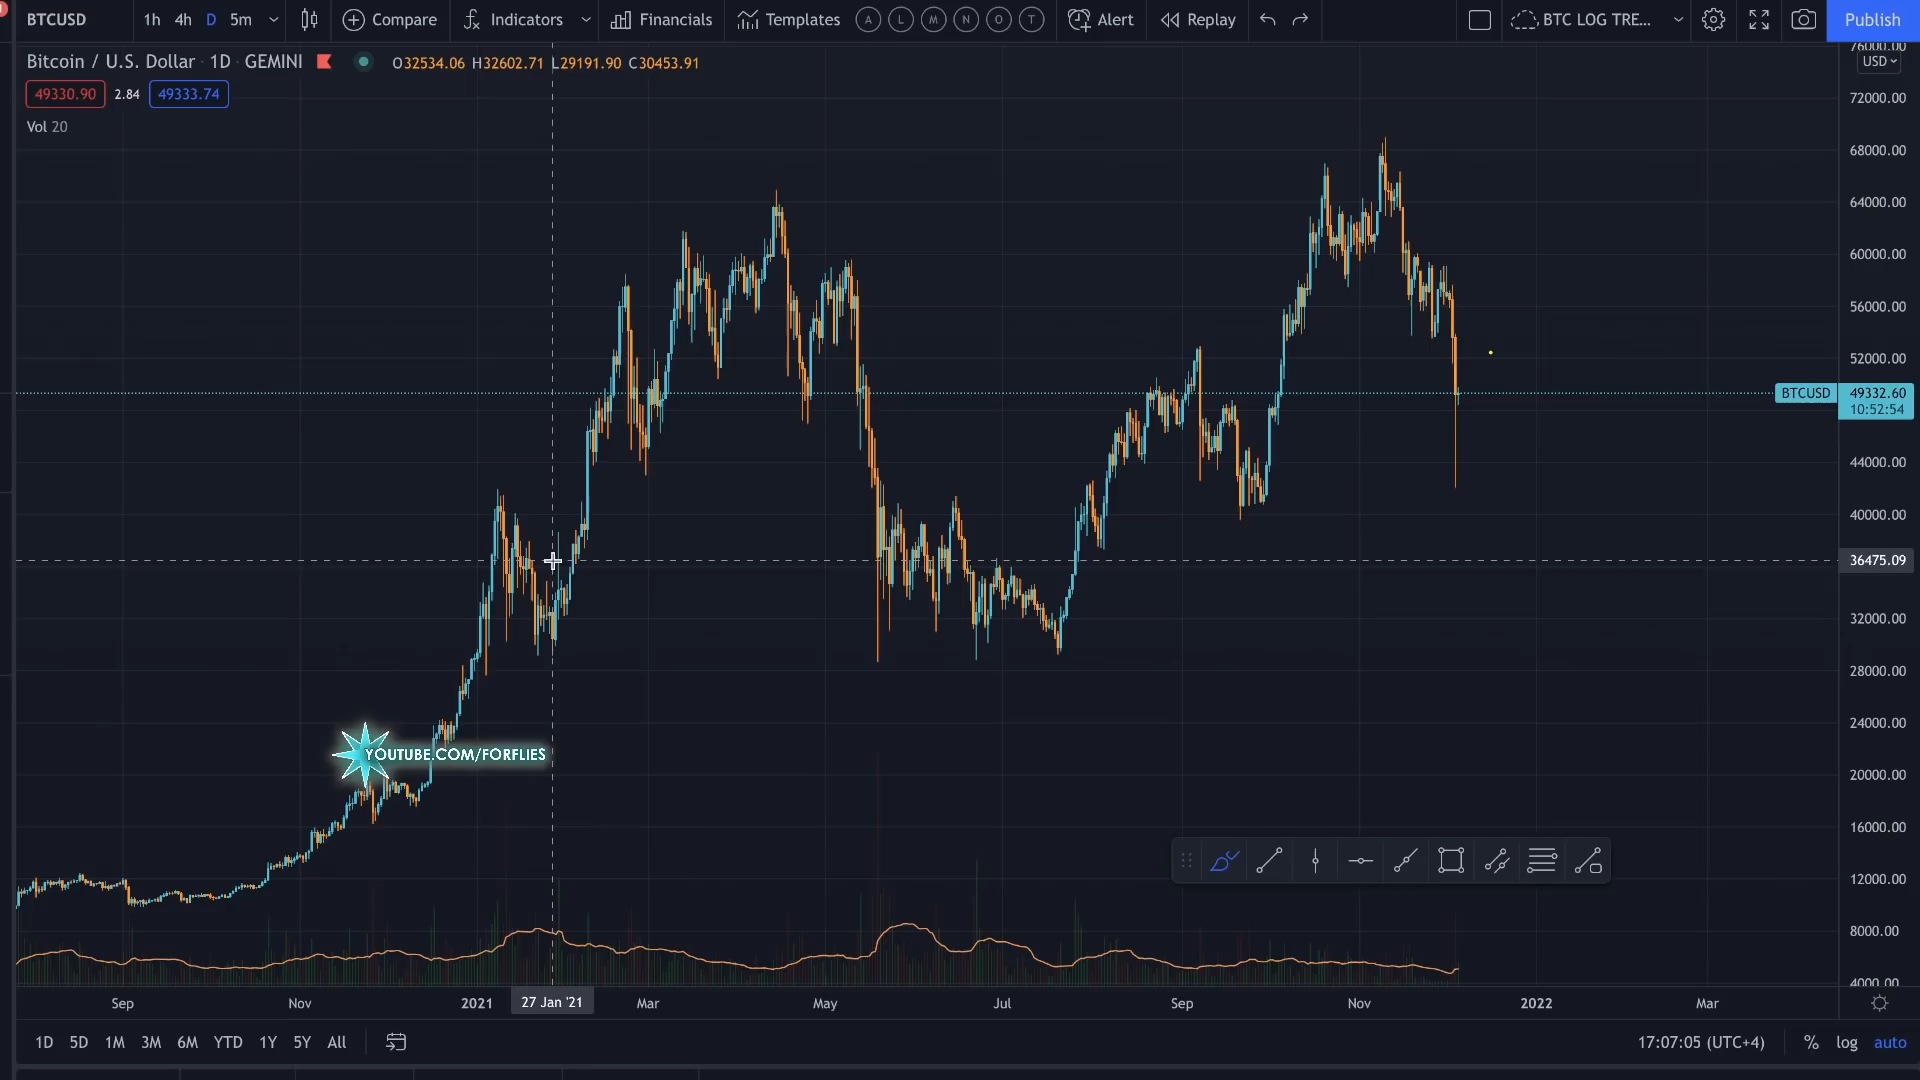 BTCUSD 1h 4h D 5m Compare Indicators Financials Templates A L M N O T Alert Replay BTC LOG TRE... Publish
Bitcoin / U.S. Dollar · 1D · GEMINI O32534.06 H32602.71 L29191.90 C30453.91
49330.90 2.84 49333.74
Vol 20
76000.00
USD
72000.00
68000.00
64000.00
60000.00
56000.00
52000.00
BTCUSD 49332.60
10:52:54
44000.00
40000.00
36475.09
32000.00
28000.00
24000.00
YOUTUBE.COM/FORFLIES
20000.00
16000.00
12000.00
8000.00
4000.00
Sep Nov 2021 27 Jan '21 Mar May Jul Sep Nov 2022 Mar
1D 5D 1M 3M 6M YTD 1Y 5Y All 17:07:05 (UTC+4) % log auto